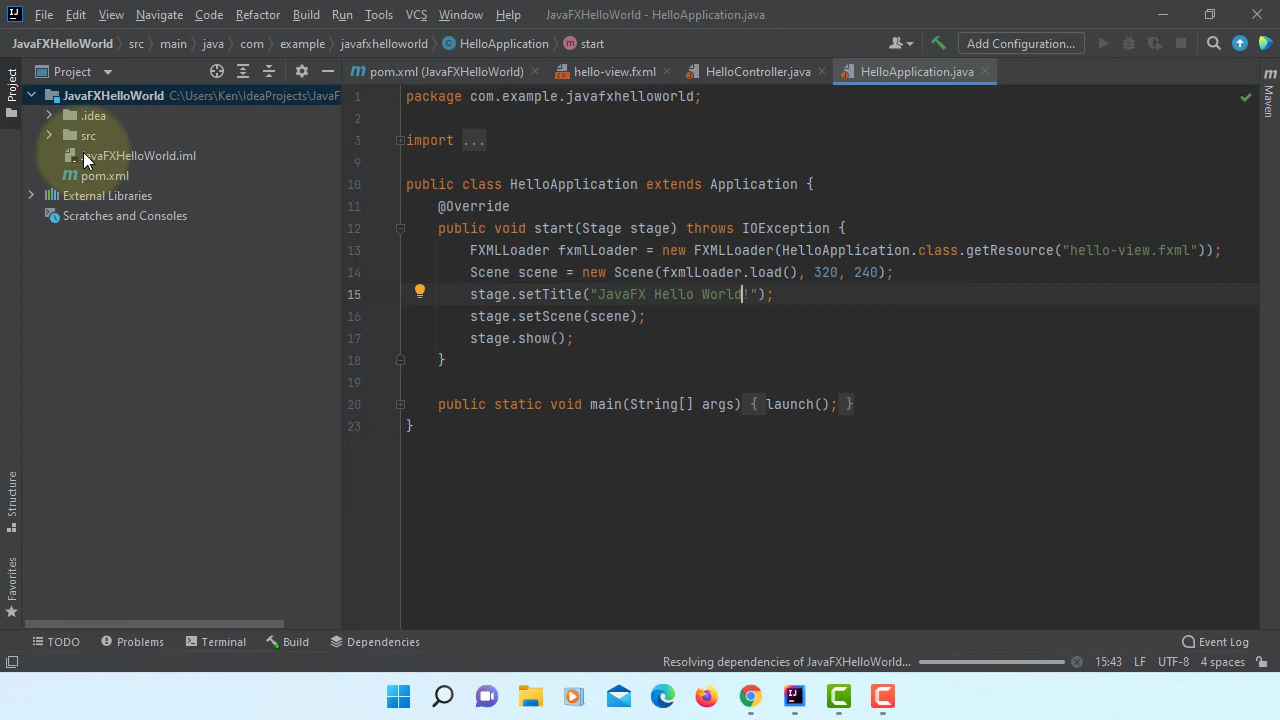 File Edit View Navigate Code Refactor Build Run Tools VCS Window Help JavaFXHelloWorld - HelloApplication.java
JavaFXHelloWorld src main java com example javafxhelloworld HelloApplication start Add Configuration...
Project
pom.xml (JavaFXHelloWorld) hello-view.fxml HelloController.java HelloApplication.java
JavaFXHelloWorld C:\Users\Ken\IdeaProjects\JavaF
.idea
src
JavaFXHelloWorld.iml
pom.xml
External Libraries
Scratches and Consoles
Project
Structure
Favorites
Maven
1 package com.example.javafxhelloworld;
2
3 import ...
9
10 public class HelloApplication extends Application {
11 @Override
12 public void start(Stage stage) throws IOException {
13 FXMLLoader fxmlLoader = new FXMLLoader(HelloApplication.class.getResource("hello-view.fxml"));
14 Scene scene = new Scene(fxmlLoader.load(), 320, 240);
15 stage.setTitle("JavaFX Hello World!");
16 stage.setScene(scene);
17 stage.show();
18 }
19
20 public static void main(String[] args) { launch(); }
23 }
TODO Problems Terminal Build Dependencies Event Log
Resolving dependencies of JavaFXHelloWorld... 15:43 LF UTF-8 4 spaces